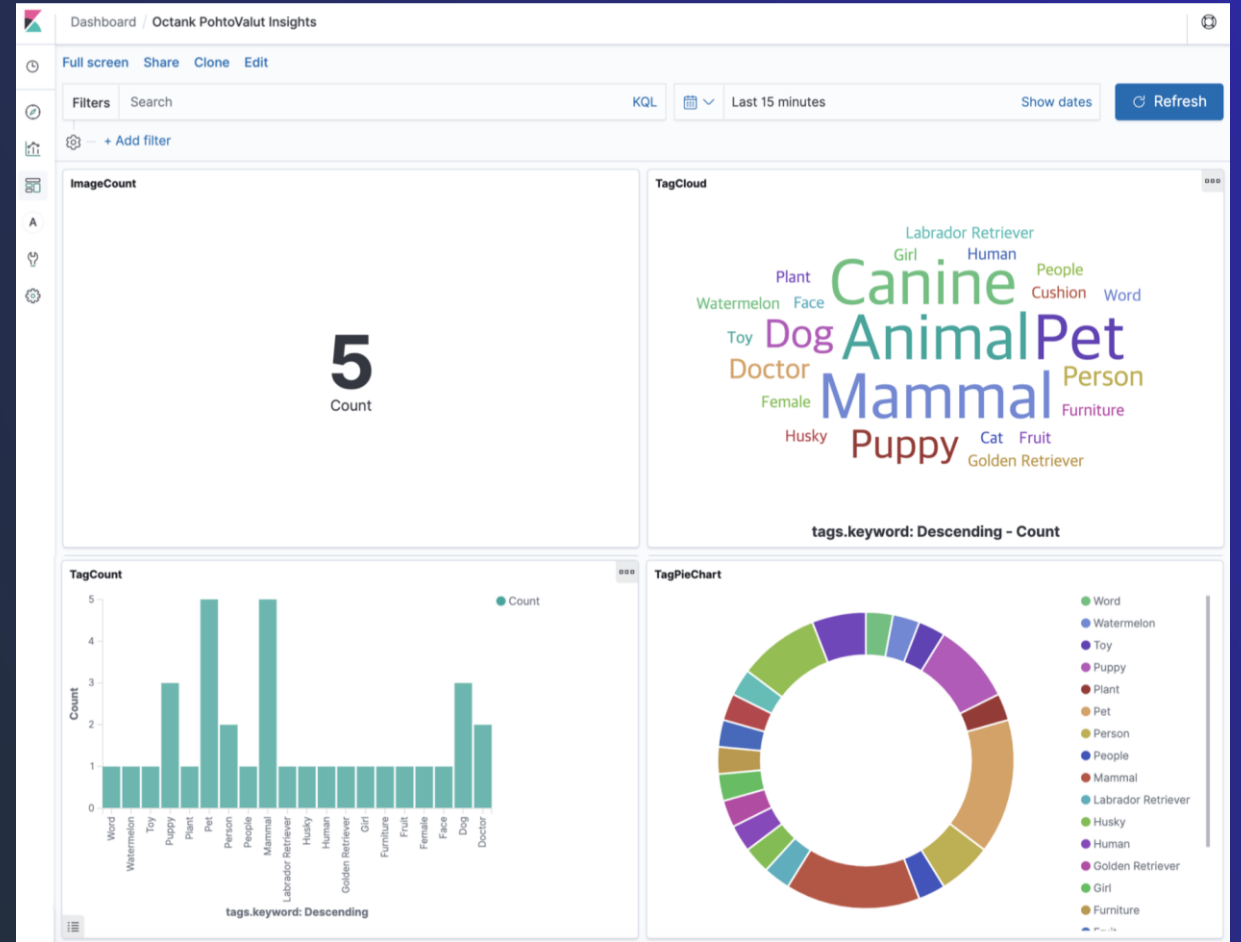 Dashboard / Octank PohtoValut Insights
Full screen Share Clone Edit
Filters Search KQL Last 15 minutes Show dates Refresh
+ Add filter
A
ImageCount
5
Count
TagCloud
Labrador Retriever
Girl Human
Plant Canine People
Watermelon Face Cushion Word
Toy Dog Animal Pet
Doctor Person
Female Mammal Furniture
Husky Puppy Cat Fruit
Golden Retriever
tags.keyword: Descending - Count
TagCount
Count
5
4
3
2
1
0
Count
Word
Watermelon
Toy
Puppy
Plant
Pet
Person
People
Mammal
Labrador Retriever
Husky
Human
Golden Retriever
Girl
Furniture
Fruit
Female
Face
Dog
Doctor
tags.keyword: Descending
TagPieChart
Word
Watermelon
Toy
Puppy
Plant
Pet
Person
People
Mammal
Labrador Retriever
Husky
Human
Golden Retriever
Girl
Furniture